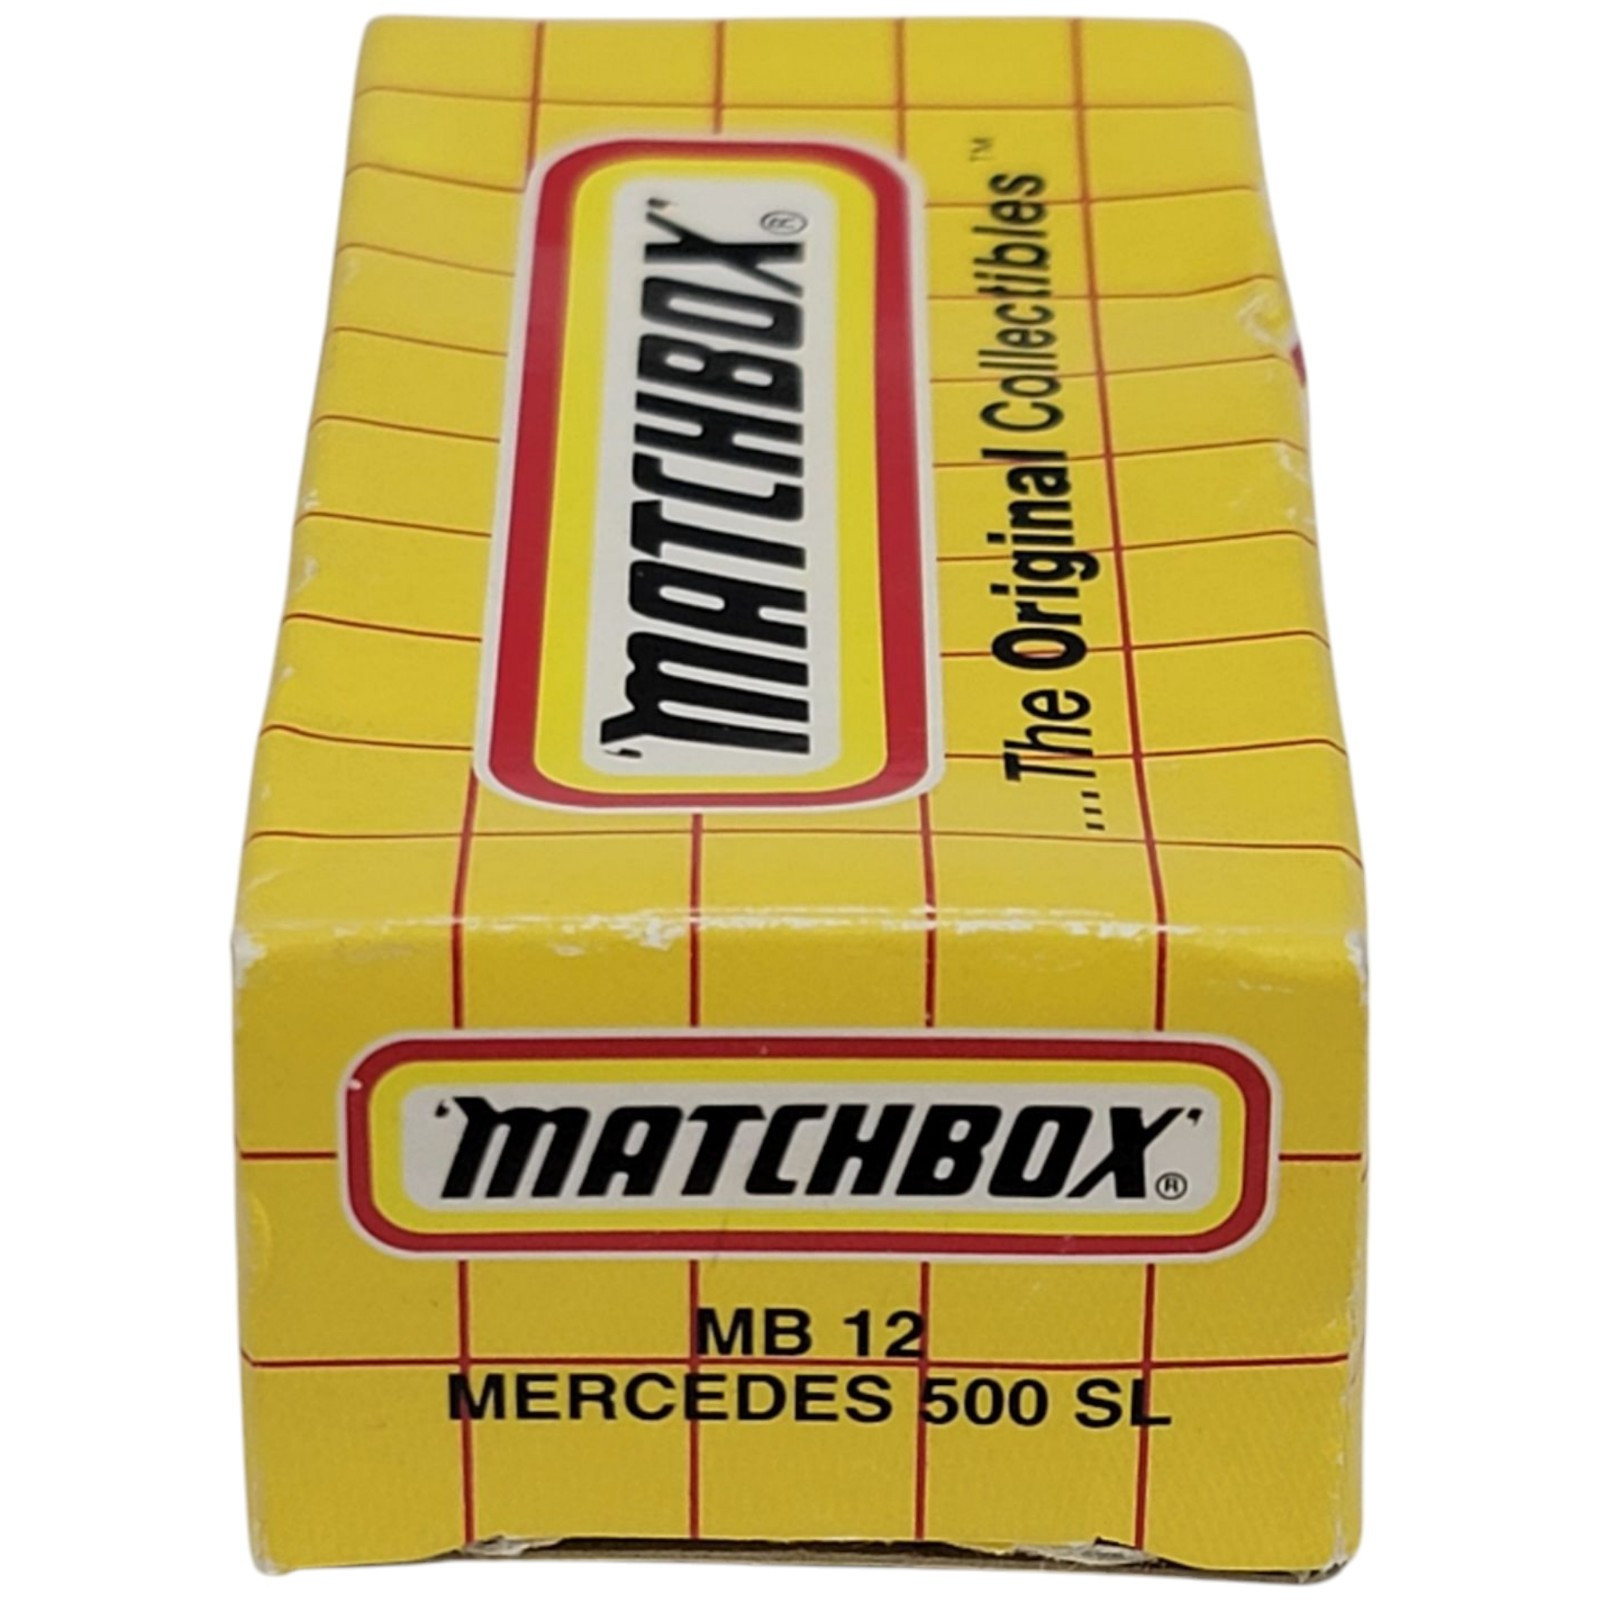 "MATCHBOX"®
...The Original Collectibles™
"MATCHBOX"®
MB 12
MERCEDES 500 SL